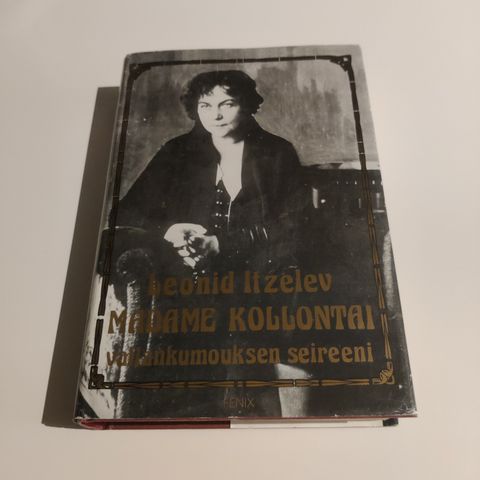 Leonid Itzelev
MADAME KOLLONTAI
vallankumouksen seireeni
FENIX